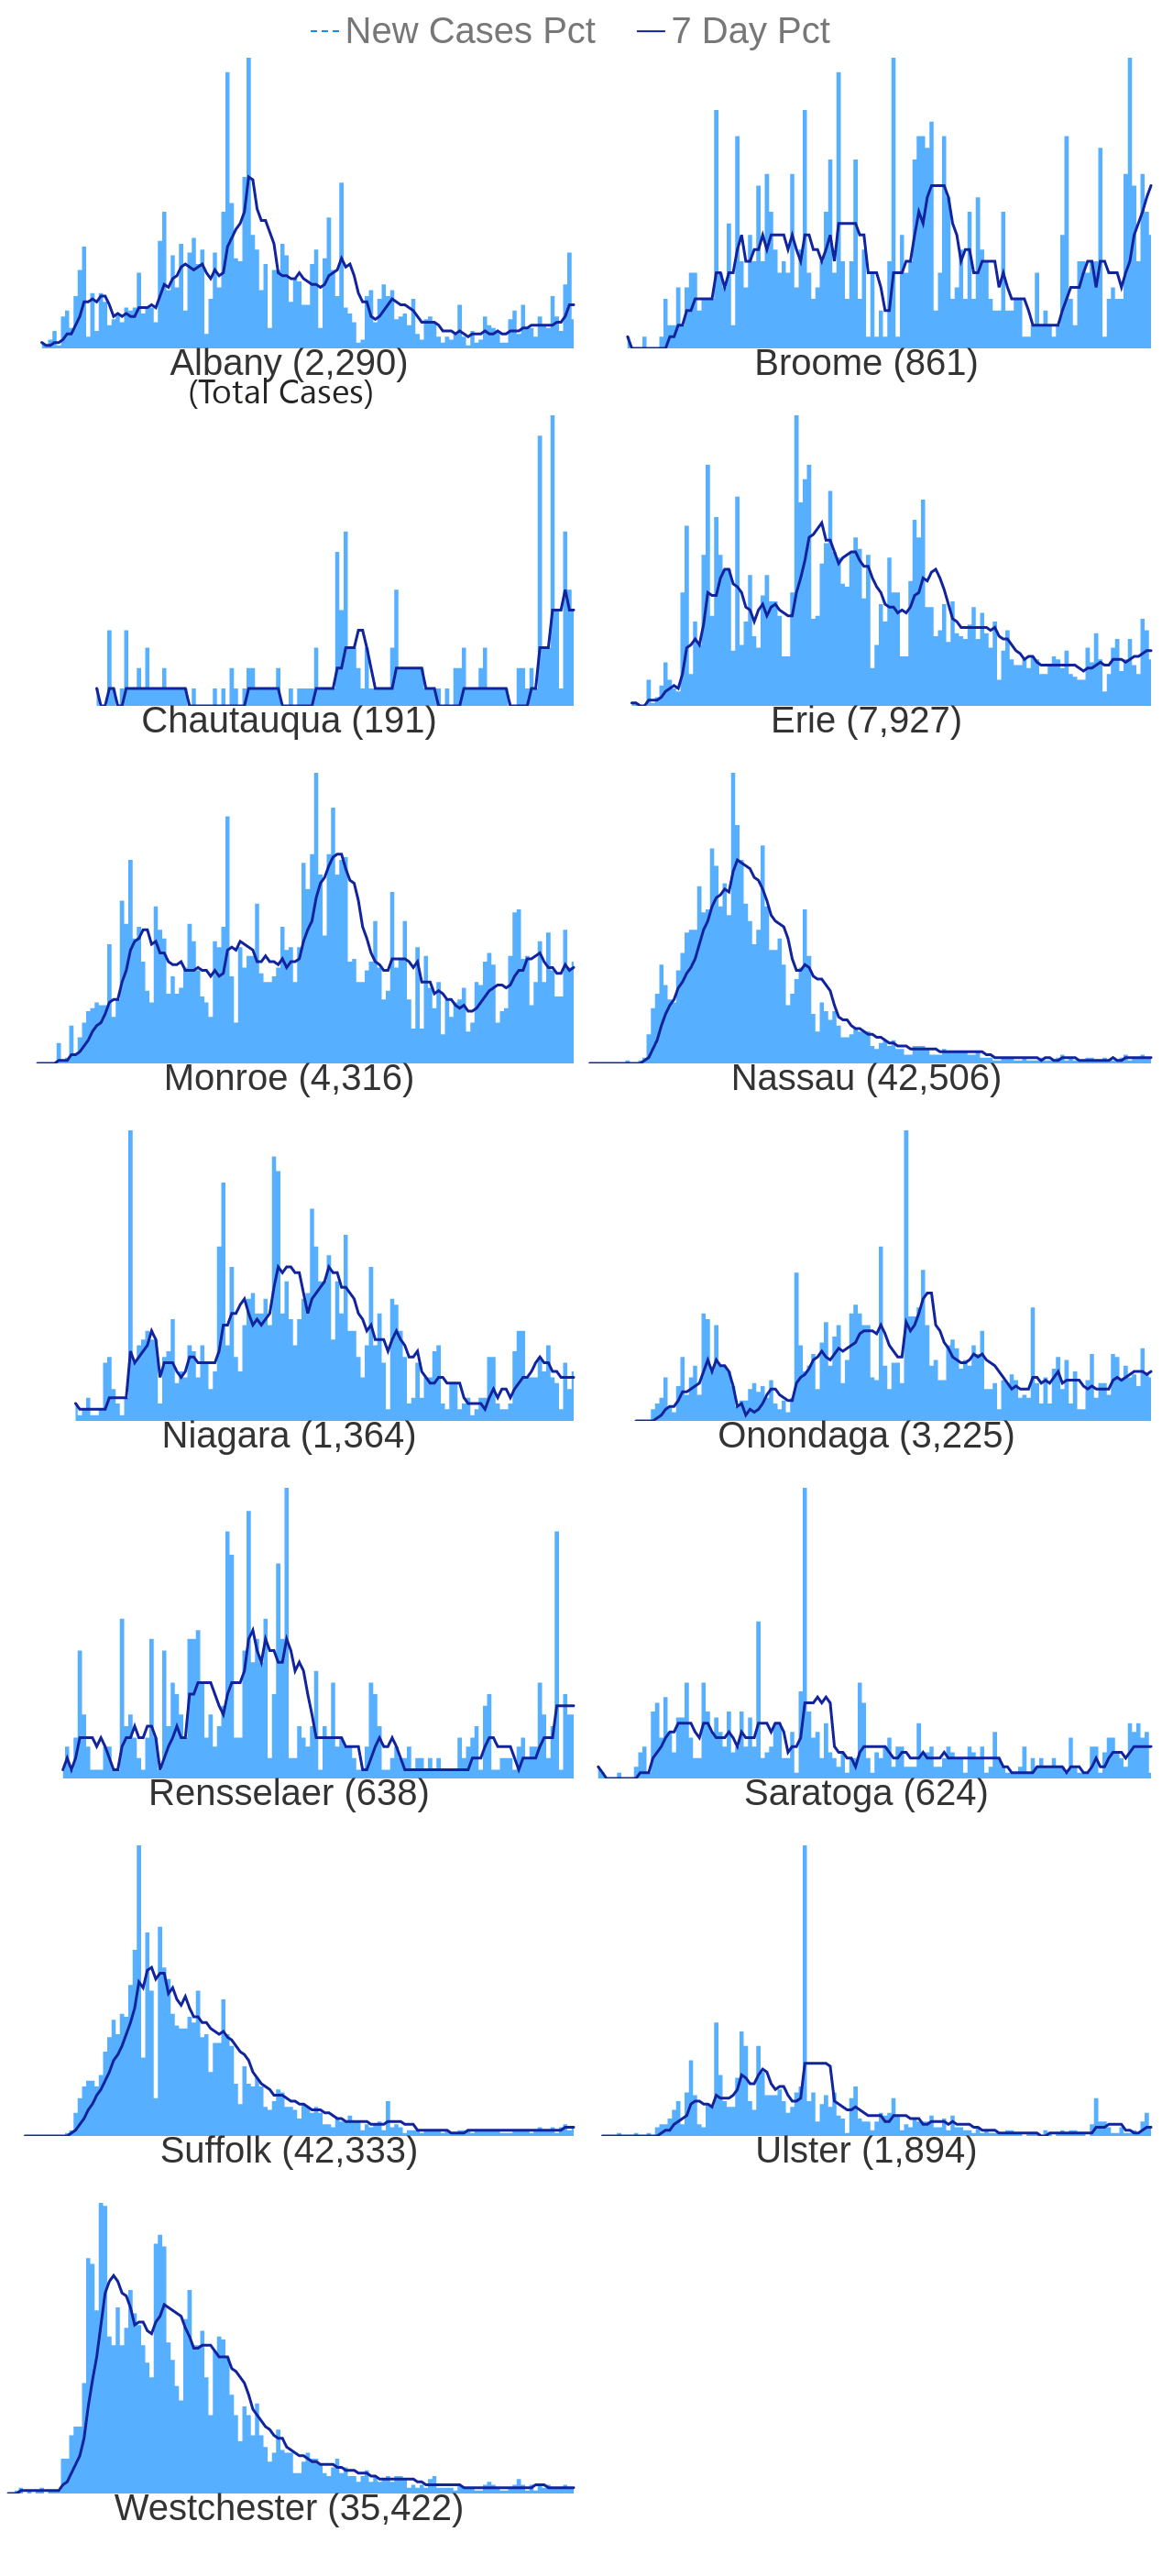 New Cases Pct 7 Day Pct
Albany (2,290) Broome (861)
(Total Cases)
Chautauqua (191) Erie (7,927)
Monroe (4,316) Nassau (42,506)
Niagara (1,364) Onondaga (3,225)
Rensselaer (638) Saratoga (624)
Suffolk (42,333) Ulster (1,894)
Westchester (35,422)